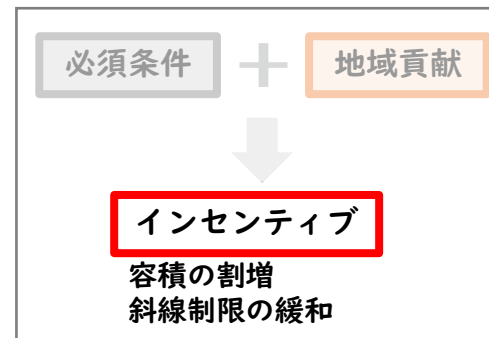 必須条件 + 地域貢献
インセンティブ
容積の割増
斜線制限の緩和